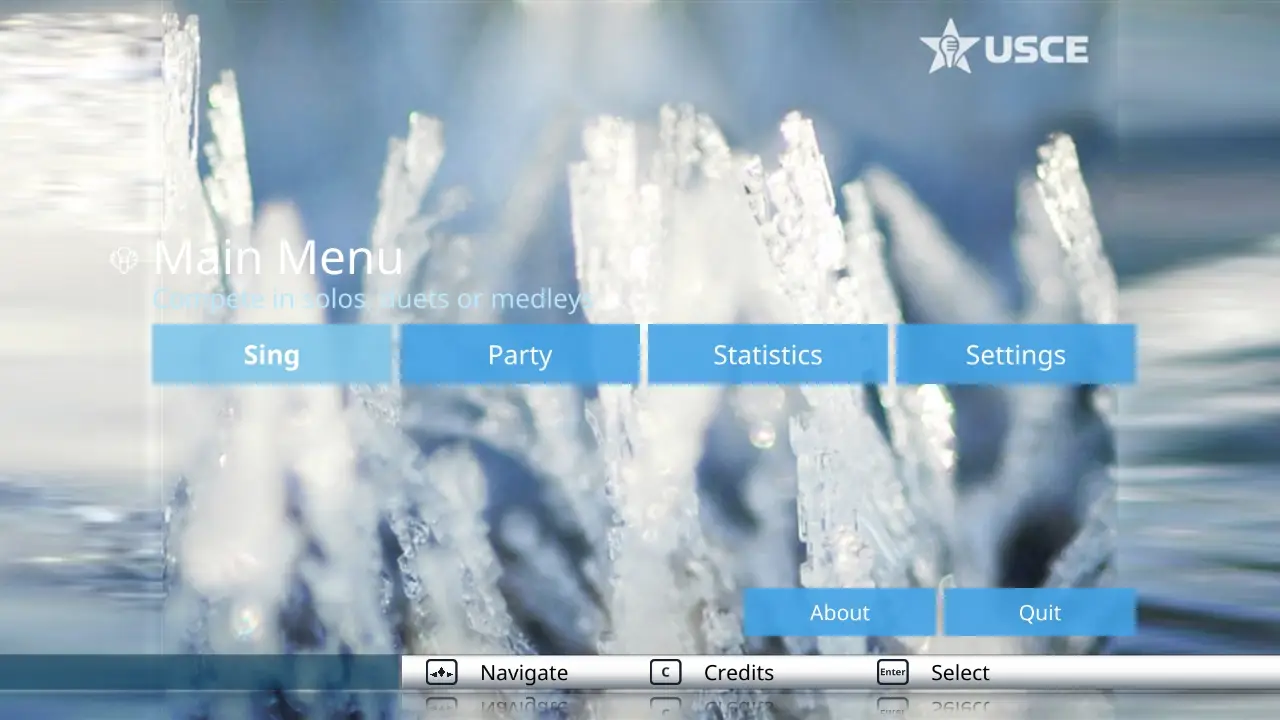 USCE
Main Menu
Compete in solos, duets or medleys
Sing
Party
Statistics
Settings
About
Quit
Navigate
C
Credits
Enter
Select